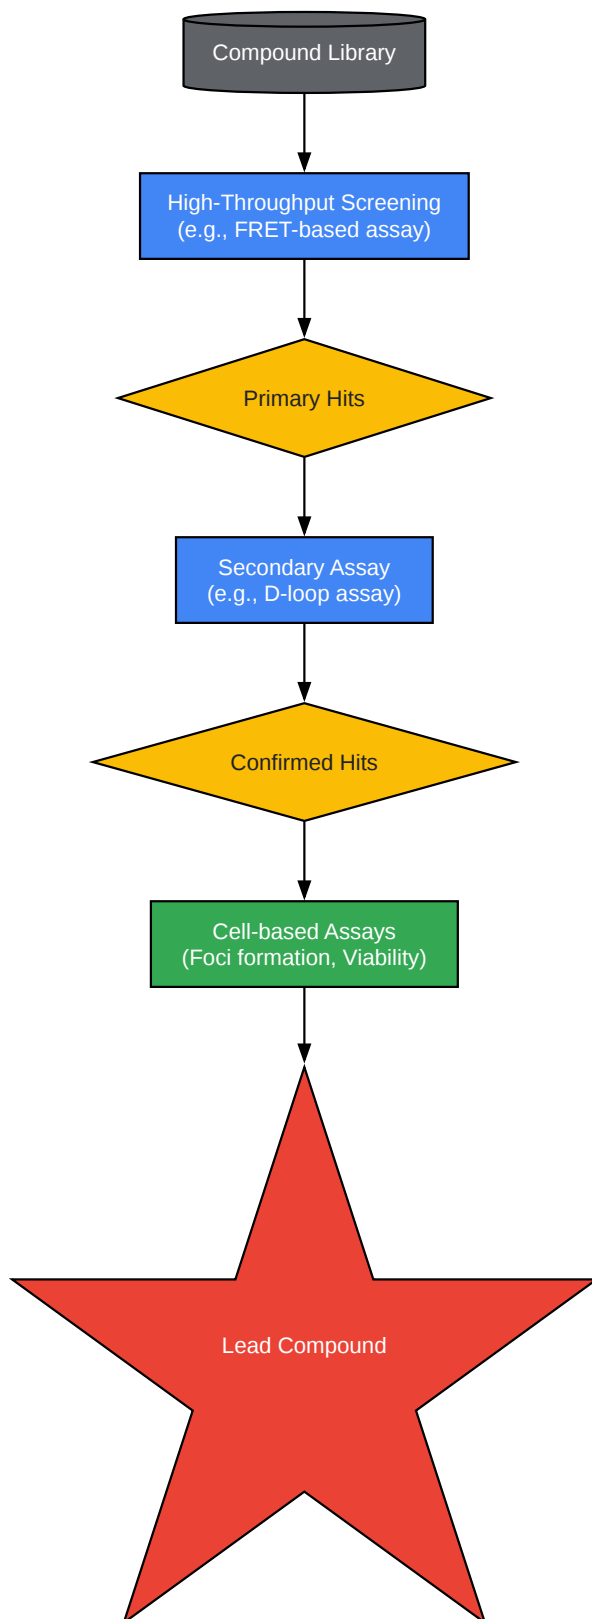 Compound Library
High-Throughput Screening
(e.g., FRET-based assay)
Primary Hits
Secondary Assay
(e.g., D-loop assay)
Confirmed Hits
Cell-based Assays
(Foci formation, Viability)
Lead Compound